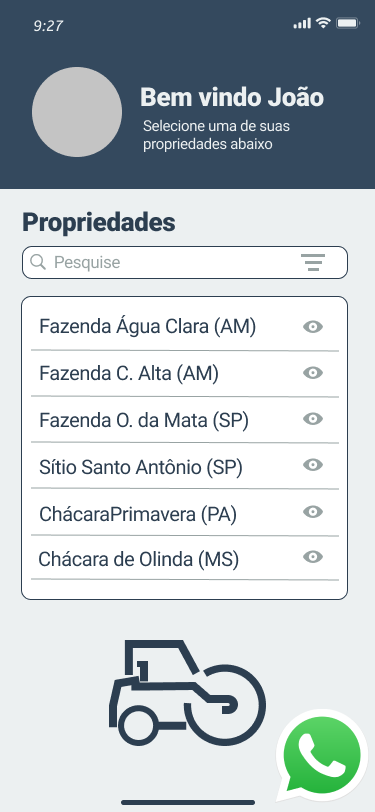 9:27
Bem vindo João
Selecione uma de suas
propriedades abaixo
Propriedades
Pesquise
Fazenda Água Clara (AM)
Fazenda C. Alta (AM)
Fazenda O. da Mata (SP)
Sítio Santo Antônio (SP)
ChácaraPrimavera (PA)
Chácara de Olinda (MS)